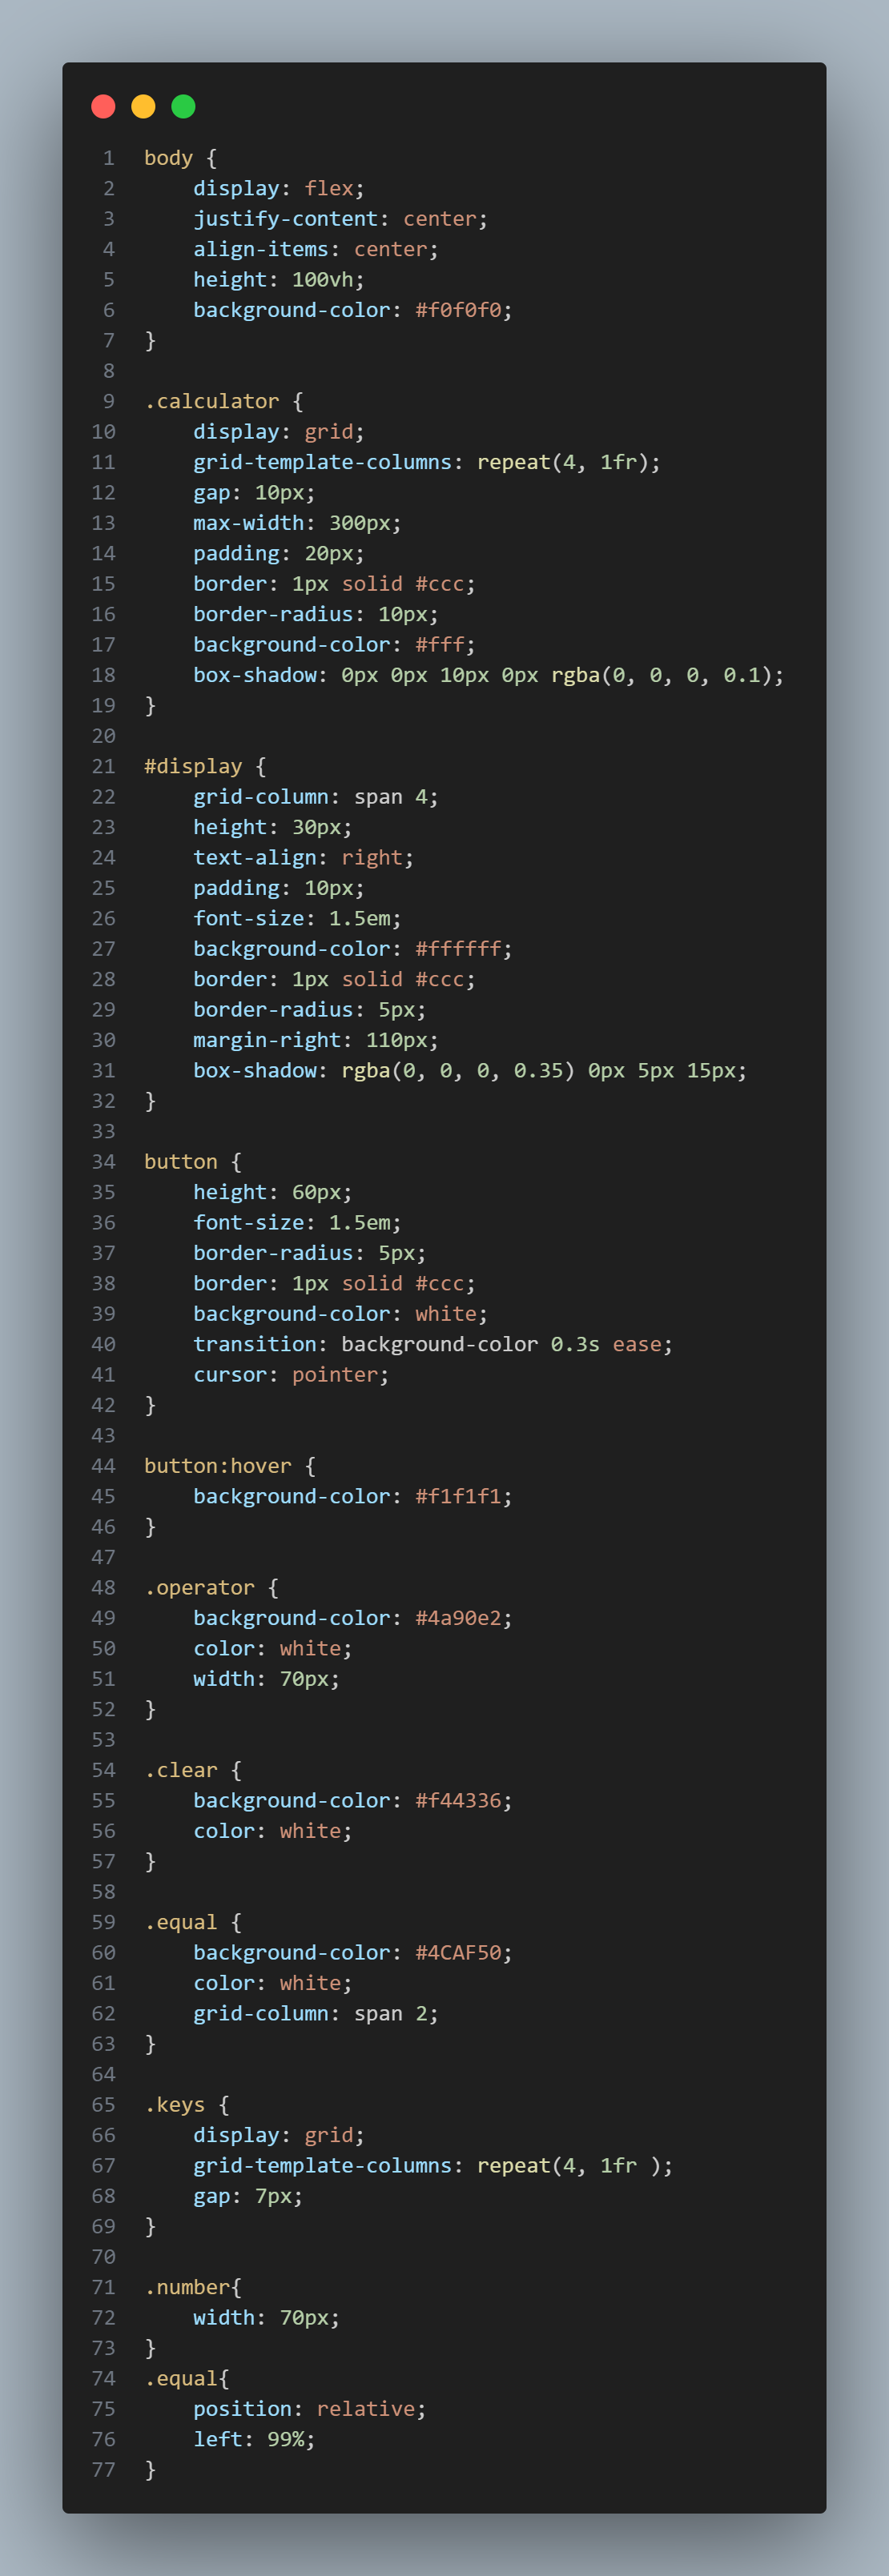 1 body {
2     display: flex;
3     justify-content: center;
4     align-items: center;
5     height: 100vh;
6     background-color: #f0f0f0;
7 }
8
9 .calculator {
10     display: grid;
11     grid-template-columns: repeat(4, 1fr);
12     gap: 10px;
13     max-width: 300px;
14     padding: 20px;
15     border: 1px solid #ccc;
16     border-radius: 10px;
17     background-color: #fff;
18     box-shadow: 0px 0px 10px 0px rgba(0, 0, 0, 0.1);
19 }
20
21 #display {
22     grid-column: span 4;
23     height: 30px;
24     text-align: right;
25     padding: 10px;
26     font-size: 1.5em;
27     background-color: #ffffff;
28     border: 1px solid #ccc;
29     border-radius: 5px;
30     margin-right: 110px;
31     box-shadow: rgba(0, 0, 0, 0.35) 0px 5px 15px;
32 }
33
34 button {
35     height: 60px;
36     font-size: 1.5em;
37     border-radius: 5px;
38     border: 1px solid #ccc;
39     background-color: white;
40     transition: background-color 0.3s ease;
41     cursor: pointer;
42 }
43
44 button:hover {
45     background-color: #f1f1f1;
46 }
47
48 .operator {
49     background-color: #4a90e2;
50     color: white;
51     width: 70px;
52 }
53
54 .clear {
55     background-color: #f44336;
56     color: white;
57 }
58
59 .equal {
60     background-color: #4CAF50;
61     color: white;
62     grid-column: span 2;
63 }
64
65 .keys {
66     display: grid;
67     grid-template-columns: repeat(4, 1fr );
68     gap: 7px;
69 }
70
71 .number{
72     width: 70px;
73 }
74 .equal{
75     position: relative;
76     left: 99%;
77 }